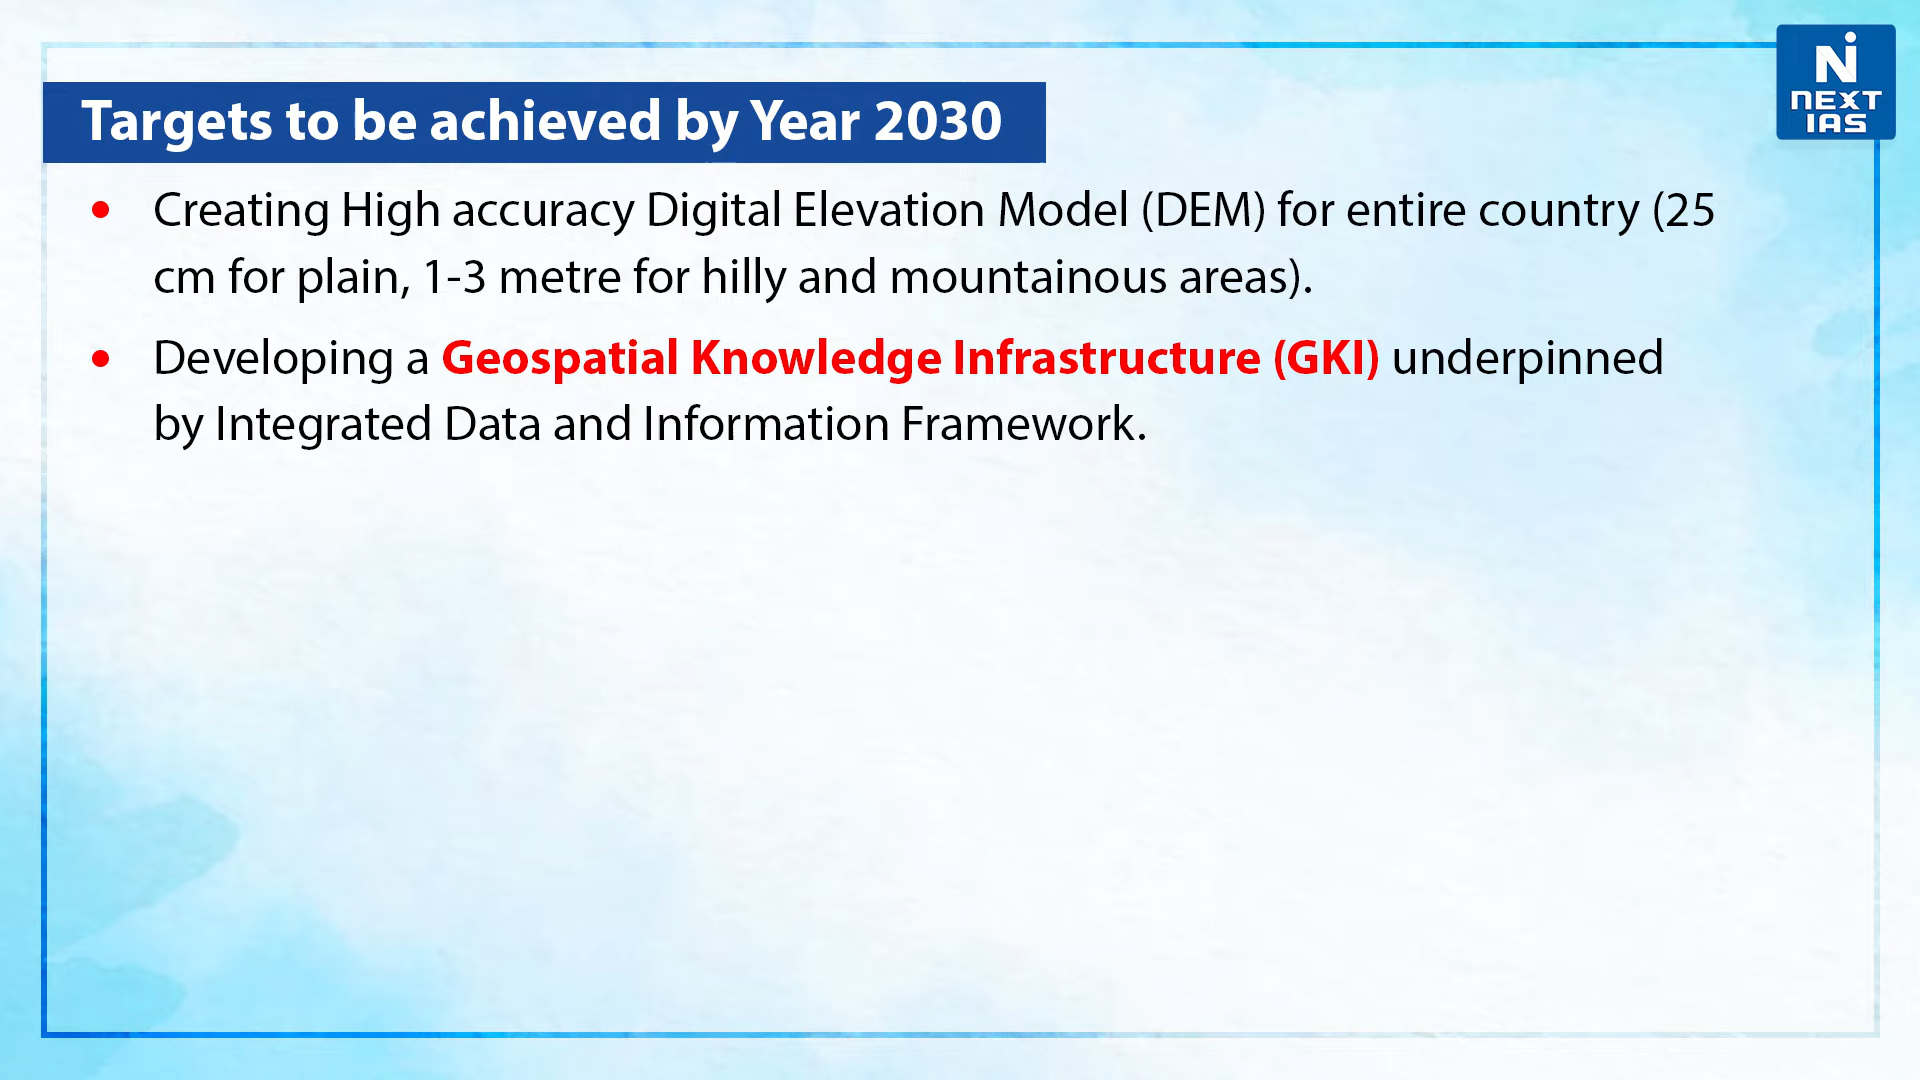 Targets to be achieved by Year 2030
NEXT
IAS
• Creating High accuracy Digital Elevation Model (DEM) for entire country (25
cm for plain, 1-3 metre for hilly and mountainous areas).
• Developing a Geospatial Knowledge Infrastructure (GKI) underpinned
by Integrated Data and Information Framework.